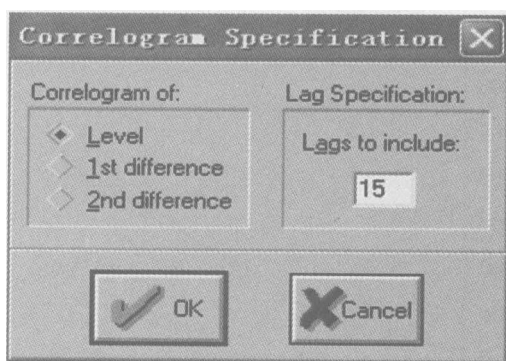 Correlogram Specification
Correlogram of:
Level
1st difference
2nd difference
Lag Specification:
Lags to include:
15
OK
Cancel